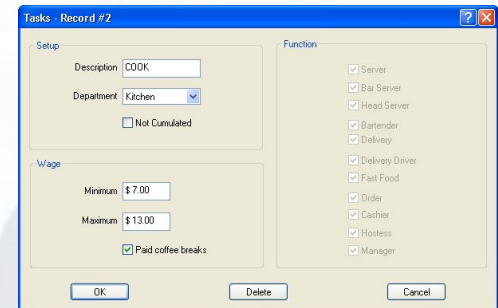 Tasks - Record #2
Setup
Description COOK
Department Kitchen
Not Cumulated
Wage
Minimum $ 7.00
Maximum $ 13.00
Paid coffee breaks
Function
Server
Bar Server
Head Server
Bartender
Delivery
Delivery Driver
Fast Food
Order
Cashier
Hostess
Manager
OK Delete Cancel